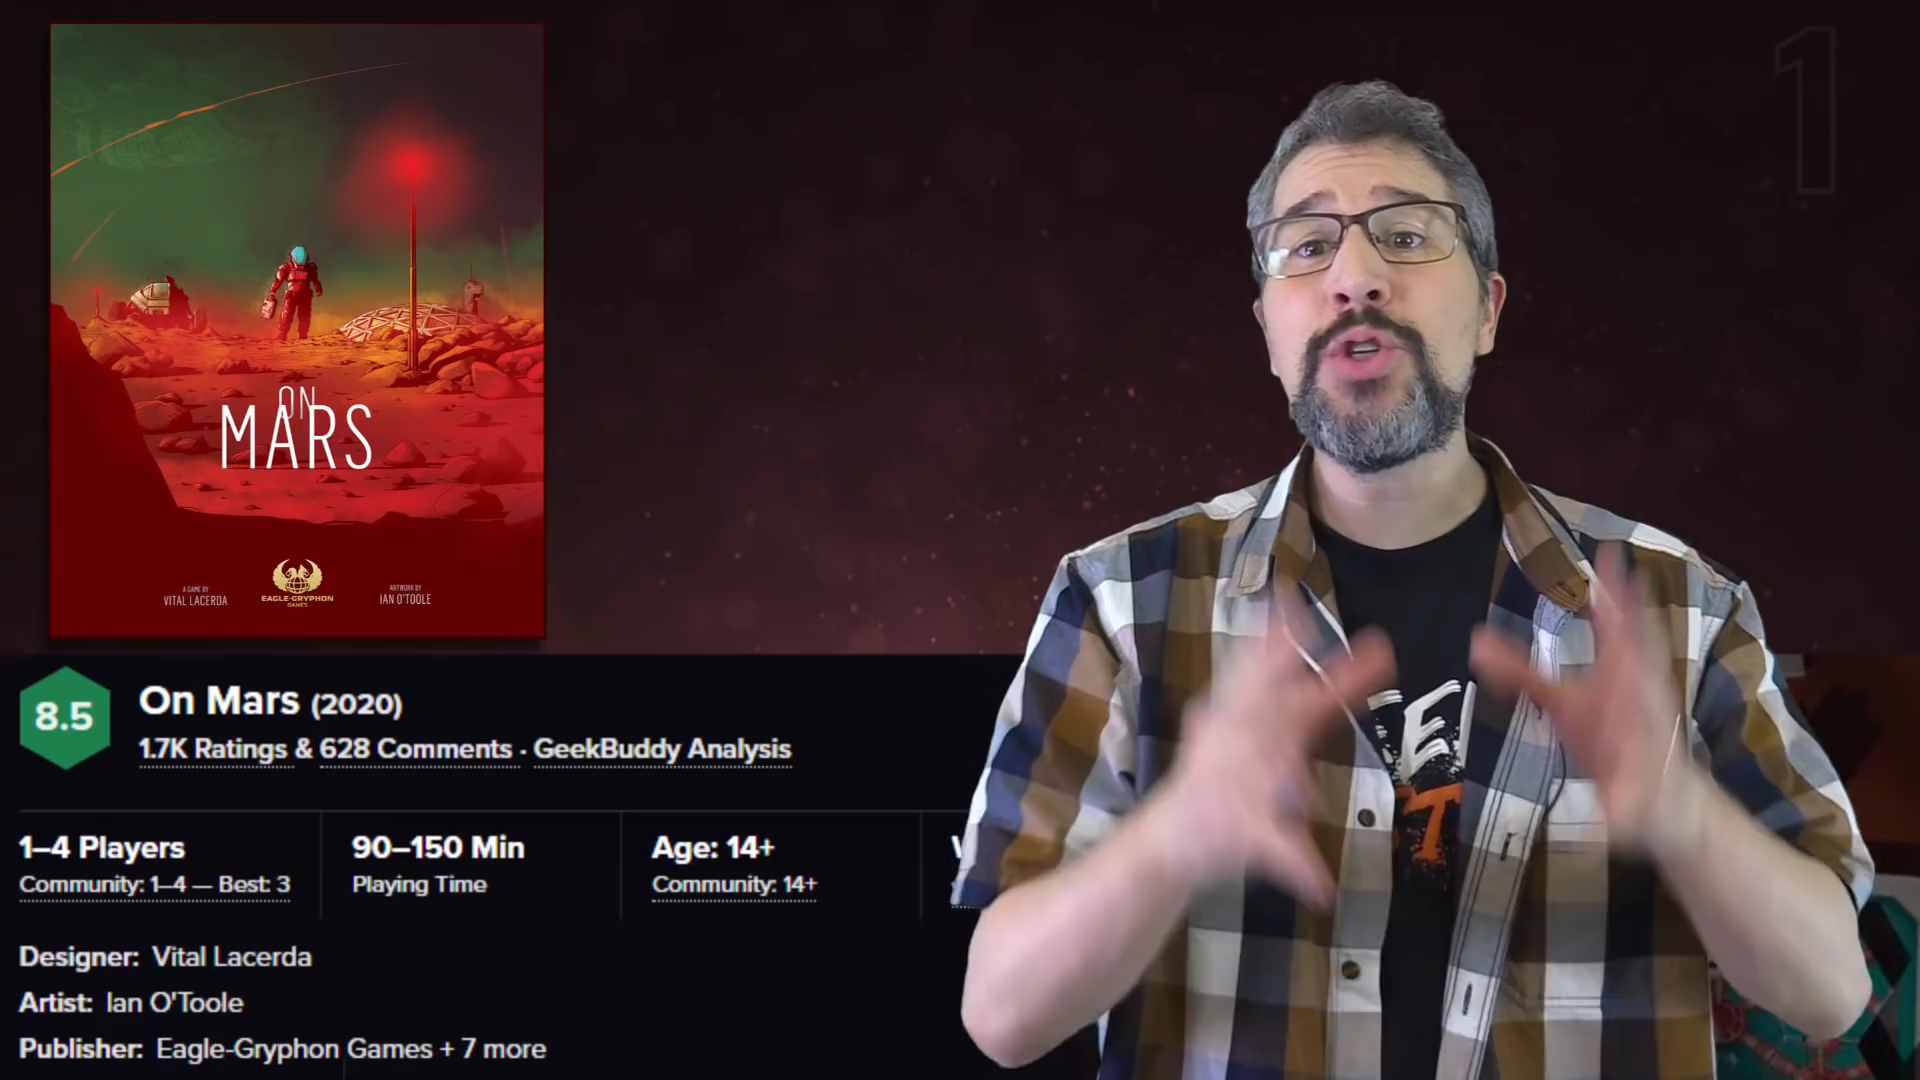 1
ON
MARS
A GAME BY
VITAL LACERDA
EAGLE-GRYPHON
GAMES
ARTWORK BY
IAN O'TOOLE
8.5
On Mars (2020)
1.7K Ratings & 628 Comments · GeekBuddy Analysis
1–4 Players
Community: 1–4 — Best: 3
90–150 Min
Playing Time
Age: 14+
Community: 14+
Designer: Vital Lacerda
Artist: Ian O'Toole
Publisher: Eagle-Gryphon Games + 7 more